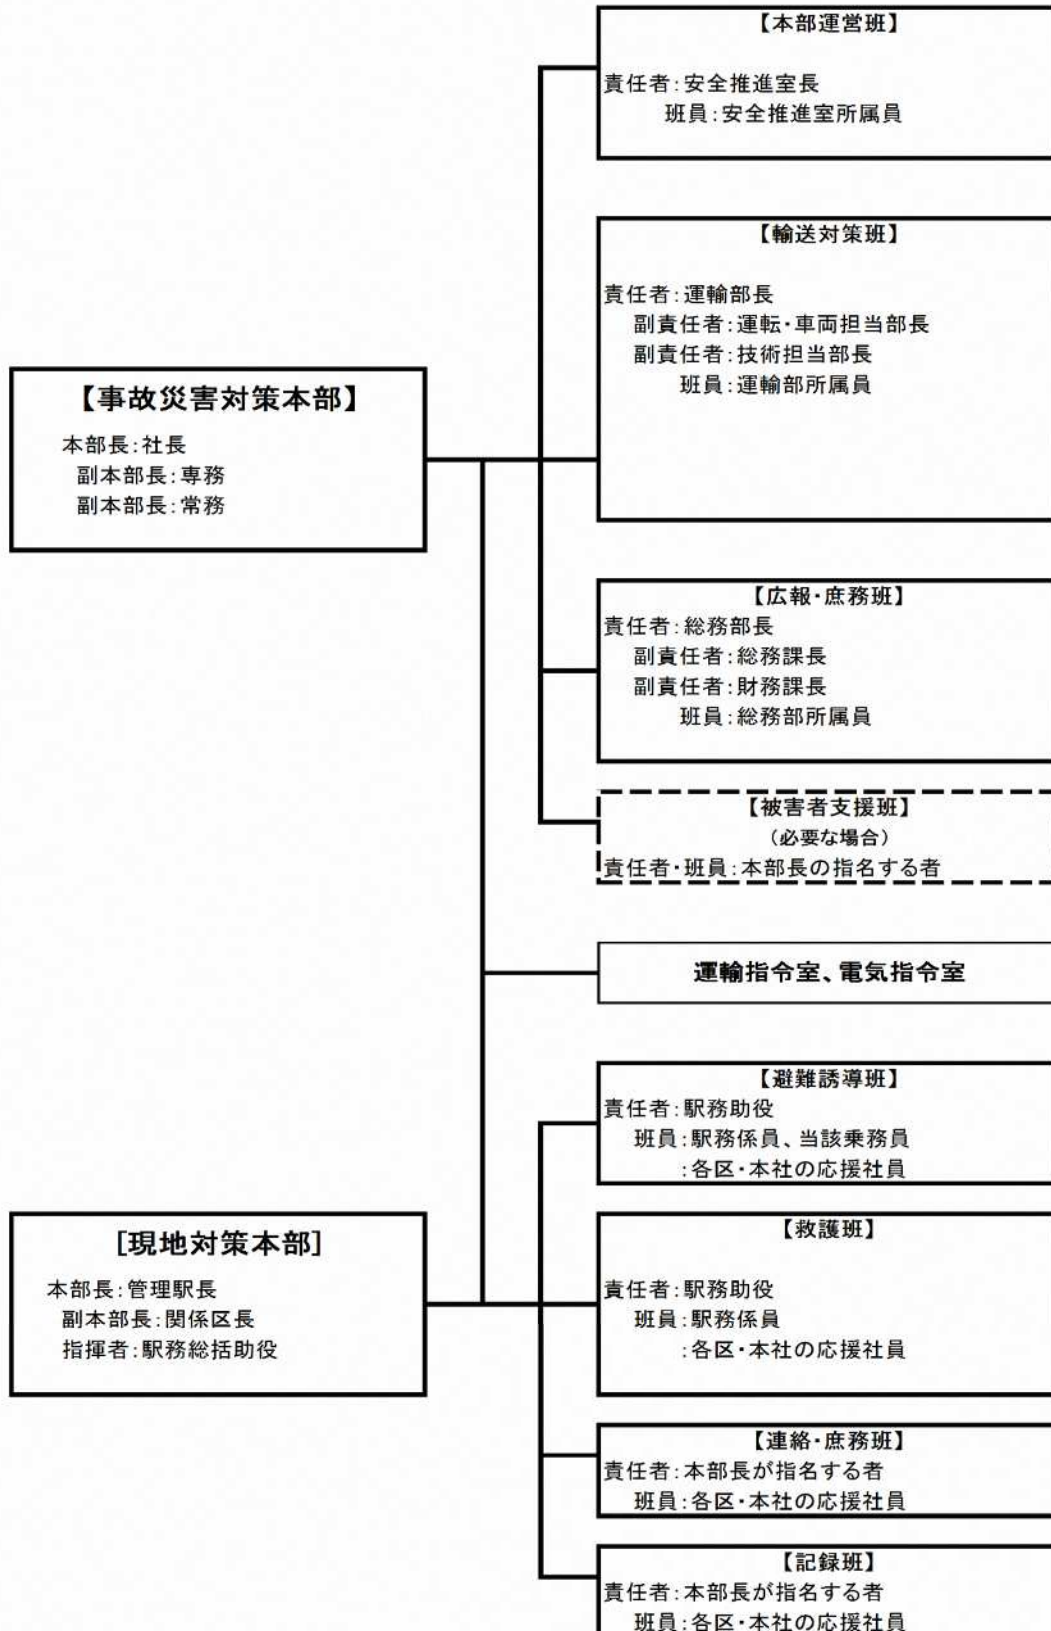 【本部運営班】
責任者:安全推進室長
班員:安全推進室所属員
【輸送対策班】
責任者:運輸部長
副責任者:運転・車両担当部長
副責任者:技術担当部長
班員:運輸部所属員
【事故災害対策本部】
本部長:社長
副本部長:専務
副本部長:常務
【広報・庶務班】
責任者:総務部長
副責任者:総務課長
副責任者:財務課長
班員:総務部所属員
【被害者支援班】
(必要な場合)
責任者・班員:本部長の指名する者
運輸指令室、電気指令室
【避難誘導班】
責任者:駅務助役
班員:駅務係員、当該乗務員
:各区・本社の応援社員
[現地対策本部]
本部長:管理駅長
副本部長:関係区長
指揮者:駅務総括助役
【救護班】
責任者:駅務助役
班員:駅務係員
:各区・本社の応援社員
【連絡・庶務班】
責任者:本部長が指名する者
班員:各区・本社の応援社員
【記録班】
責任者:本部長が指名する者
班員:各区・本社の応援社員